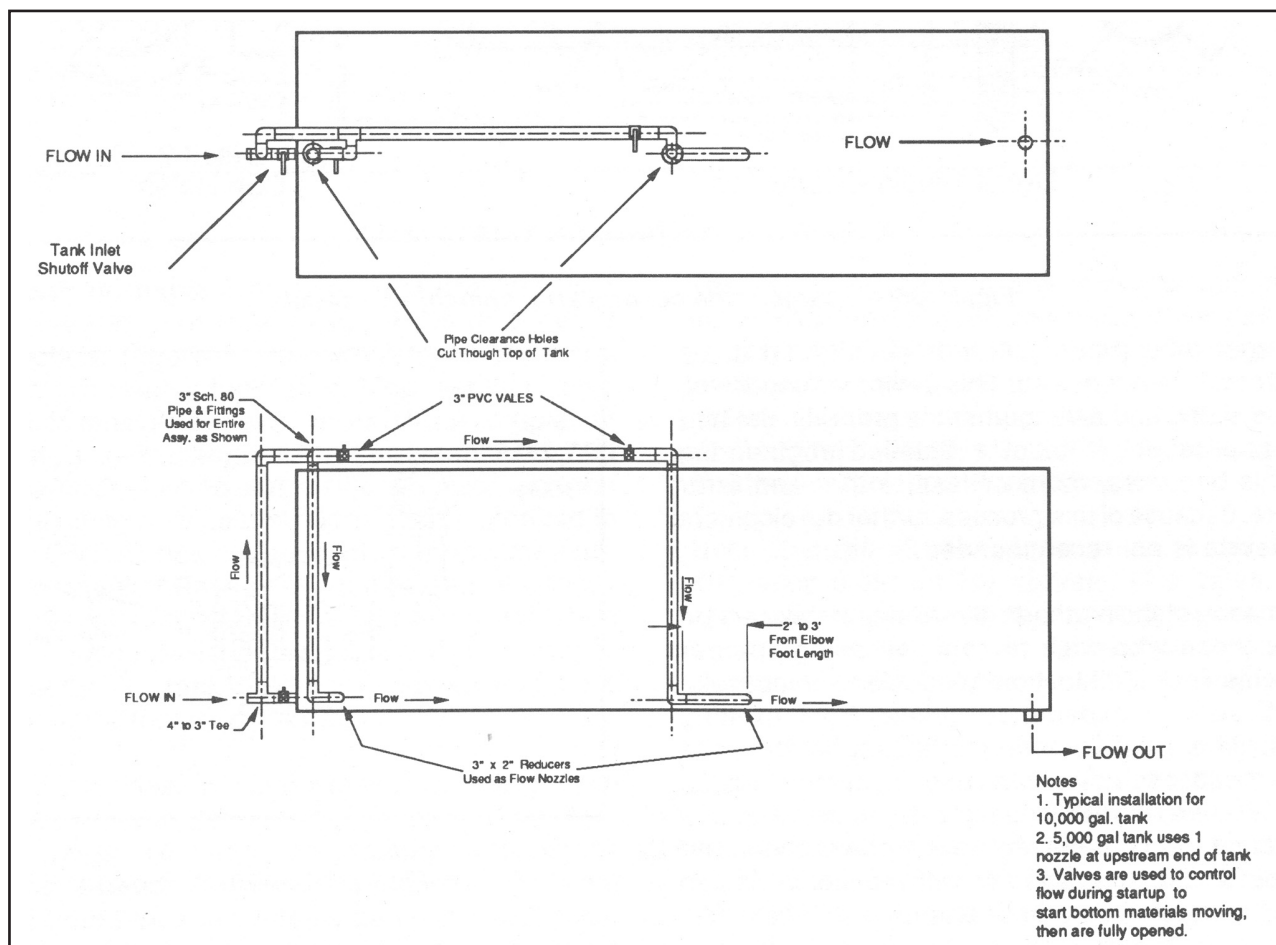 FLOW IN
FLOW
Tank Inlet
Shutoff Valve
Pipe Clearance Holes
Cut Though Top of Tank
3" Sch. 80
Pipe & Fittings
Used for Entire
Assy. as Shown
3" PVC VALES
Flow
Flow
Flow
Flow
2' to 3'
From Elbow
Foot Length
FLOW IN
Flow
Flow
4" to 3" Tee
3" x 2" Reducers
Used as Flow Nozzles
FLOW OUT
Notes
1. Typical installation for
10,000 gal. tank
2. 5,000 gal tank uses 1
nozzle at upstream end of tank
3. Valves are used to control
flow during startup to
start bottom materials moving,
then are fully opened.